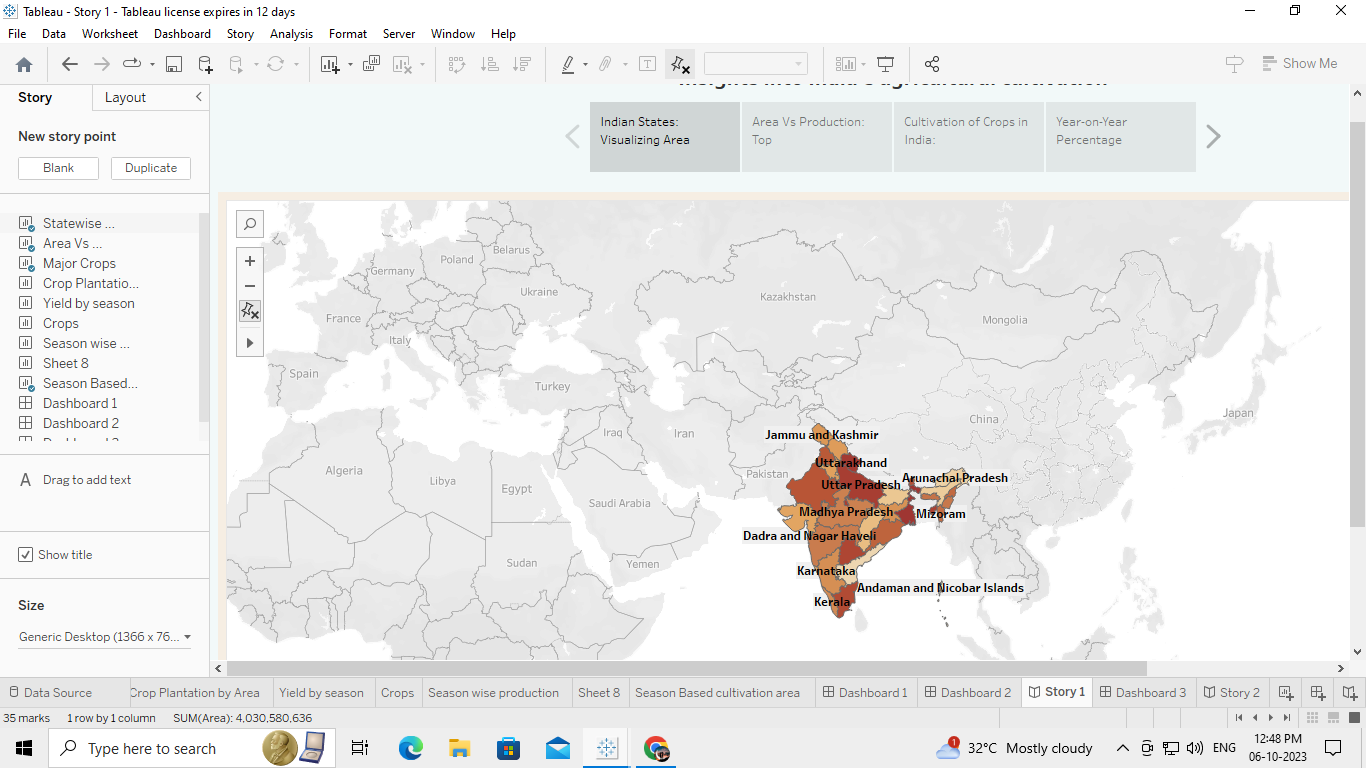 Tableau - Story 1 - Tableau license expires in 12 days
File Data Worksheet Dashboard Story Analysis Format Server Window Help
Show Me
Story Layout
New story point
Blank Duplicate
Statewise ...
Area Vs ...
Major Crops
Crop Plantatio...
Yield by season
Crops
Season wise ...
Sheet 8
Season Based...
Dashboard 1
Dashboard 2
Drag to add text
Show title
Size
Generic Desktop (1366 x 76...
Indian States:
Visualizing Area
Area Vs Production:
Top
Cultivation of Crops in
India:
Year-on-Year
Percentage
Belarus
Poland
Germany
Ukraine
Kazakhstan
France
Mongolia
Italy
Spain
Turkey
China
Japan
Iraq
Iran
Jammu and Kashmir
Uttarakhand
Algeria
Libya
Pakistan
Arunachal Pradesh
Egypt
Uttar Pradesh
Saudi Arabia
Madhya Pradesh
Mizoram
Dadra and Nagar Haveli
Sudan
Yemen
Karnataka
Andaman and Nicobar Islands
Kerala
Data Source Crop Plantation by Area Yield by season Crops Season wise production Sheet 8 Season Based cultivation area Dashboard 1 Dashboard 2 Story 1 Dashboard 3 Story 2
35 marks 1 row by 1 column SUM(Area): 4,030,580,636
Type here to search
1
32°C Mostly cloudy
ENG
12:48 PM
06-10-2023